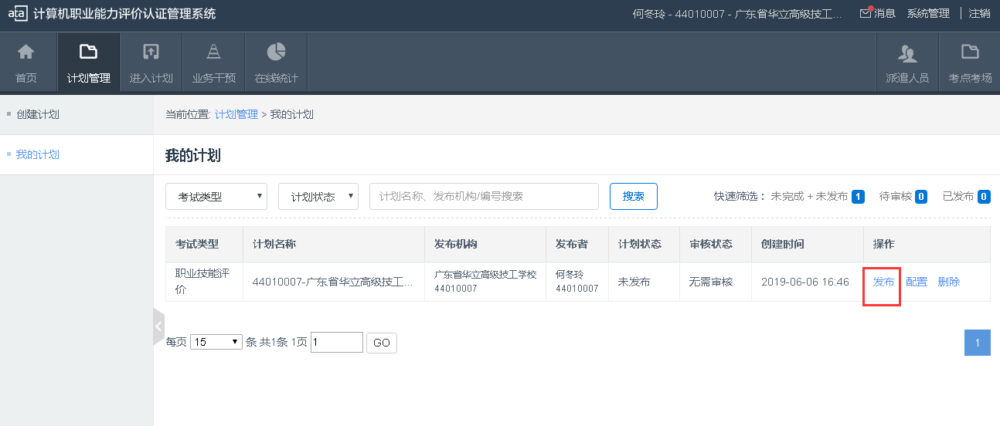 ata 计算机职业能力评价认证管理系统
何冬玲 - 44010007 - 广东省华立高级技工... 消息 系统管理 注销
首页 计划管理 进入计划 业务干预 在线统计 派遣人员 考点考场
创建计划
我的计划
当前位置: 计划管理 > 我的计划
我的计划
考试类型 计划状态 计划名称、发布机构/编号搜索 搜索 快速筛选： 未完成 + 未发布 1 待审核 0 已发布 0
考试类型 计划名称 发布机构 发布者 计划状态 审核状态 创建时间 操作
职业技能评
价
44010007-广东省华立高级技工...
广东省华立高级技工学校
44010007
何冬玲
44010007
未发布 无需审核 2019-06-06 16:46 发布 配置 删除
每页 15 条 共1条 1页 1 GO 1